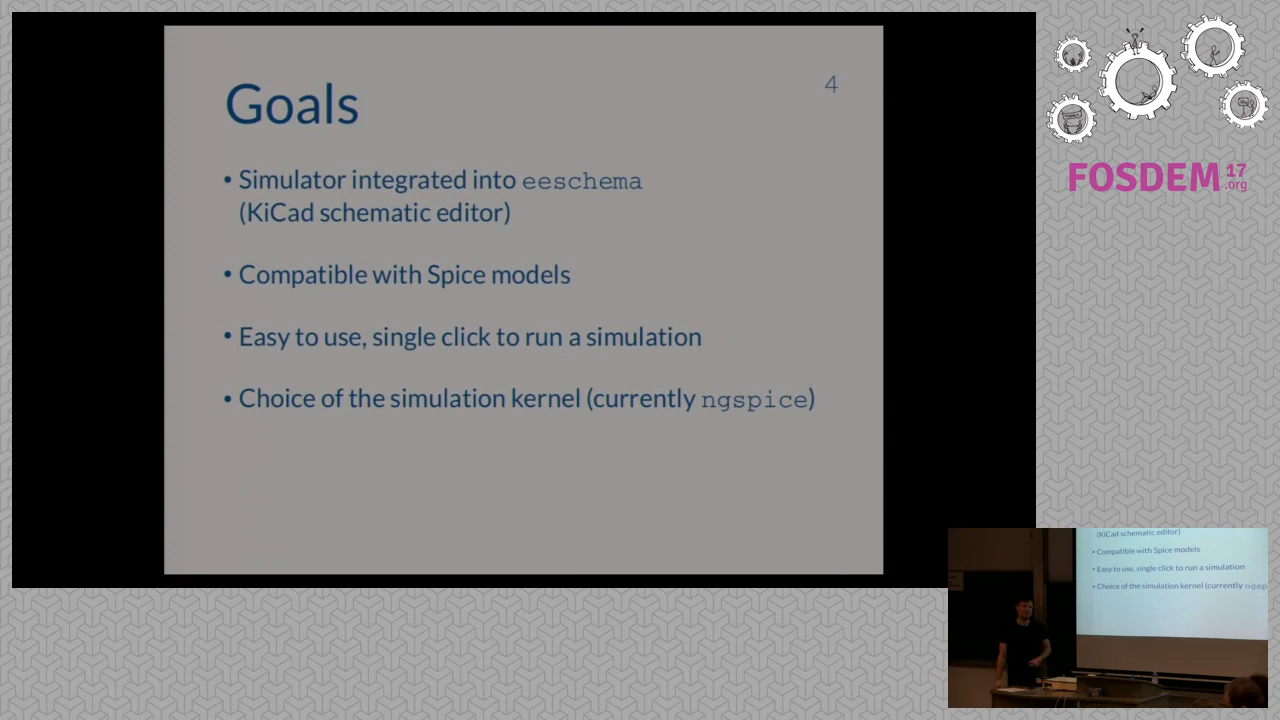 Goals
4
• Simulator integrated into eeschema
(KiCad schematic editor)
• Compatible with Spice models
• Easy to use, single click to run a simulation
• Choice of the simulation kernel (currently ngspice)
FOSDEM 17
.org
(KiCad schematic editor)
• Compatible with Spice models
• Easy to use, single click to run a simulation
• Choice of the simulation kernel (currently ngsp